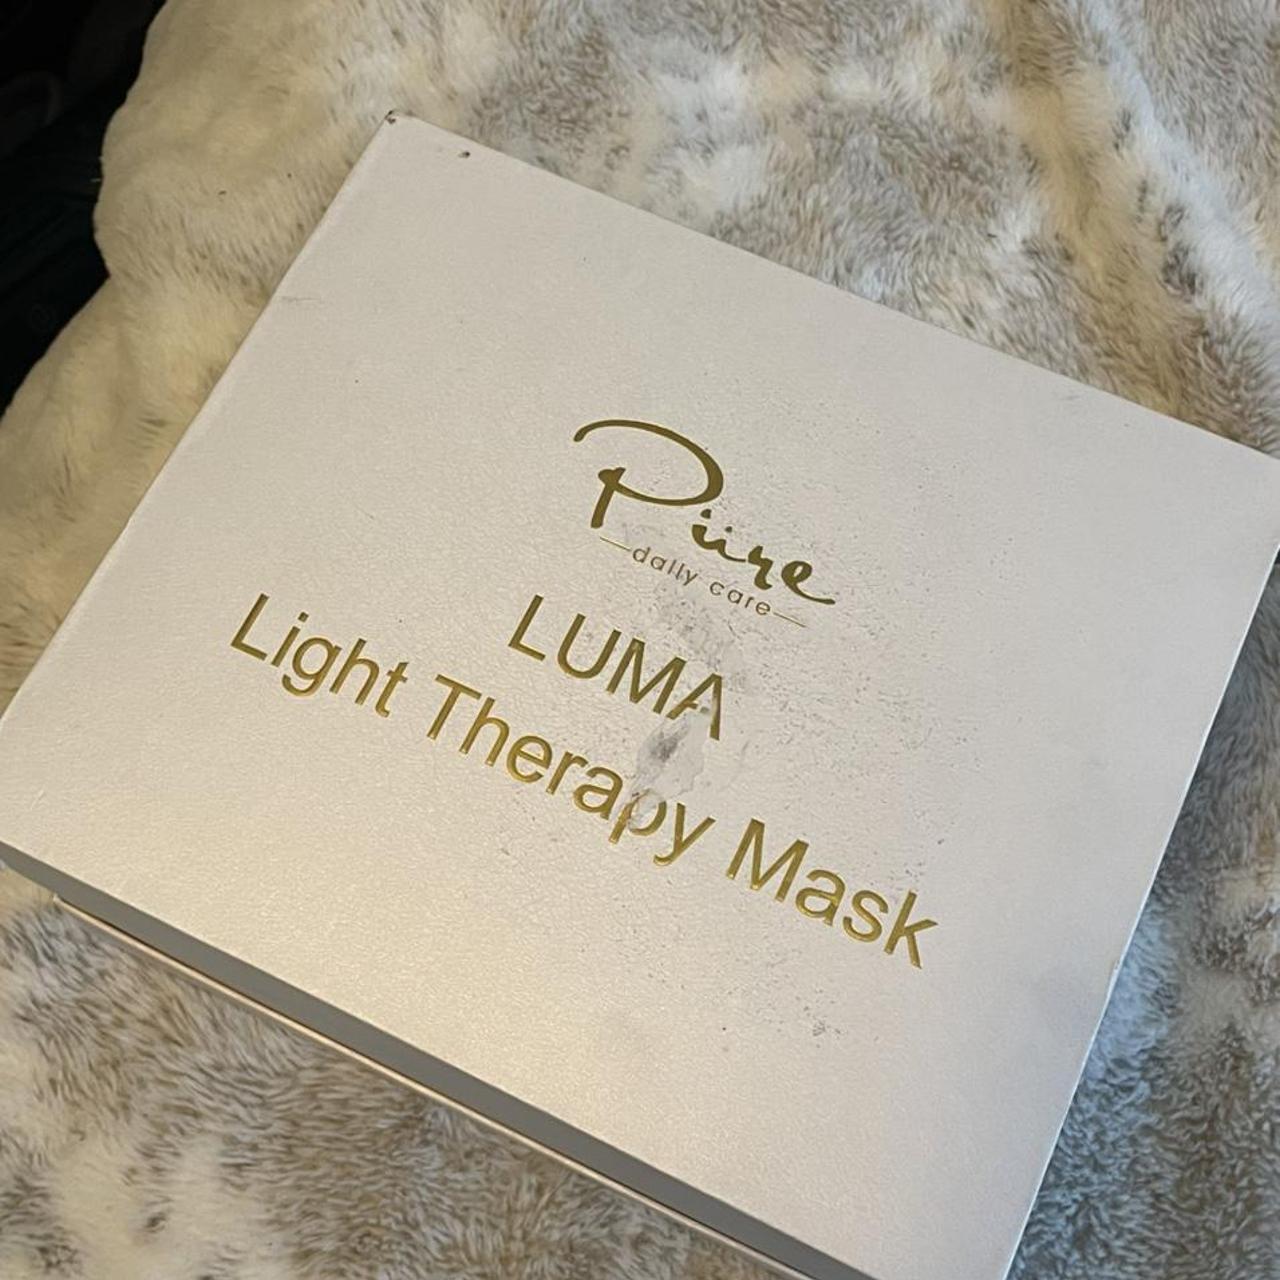 Püre
—daily care—
LUMA
Light Therapy Mask